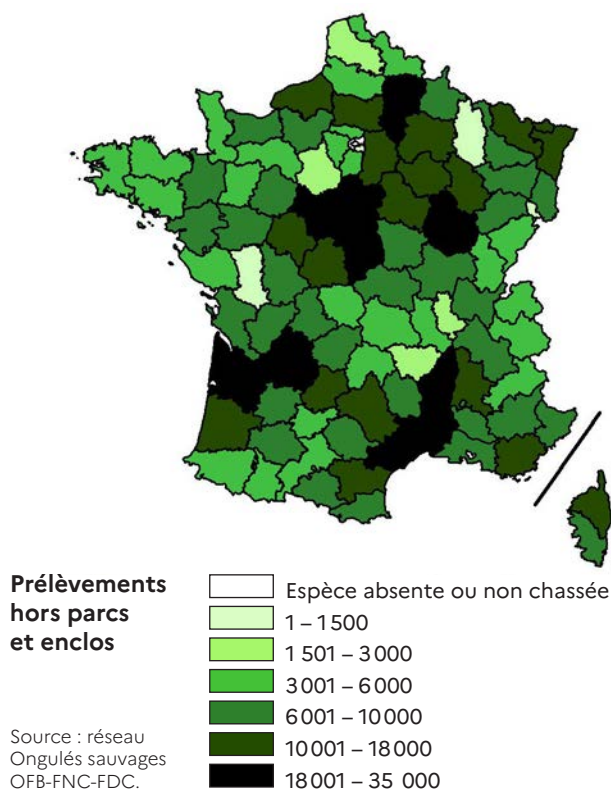 Prélèvements
hors parcs
et enclos
Espèce absente ou non chassée
1 – 1 500
1 501 – 3 000
3 001 – 6 000
6 001 – 10 000
10 001 – 18 000
18 001 – 35 000
Source : réseau
Ongulés sauvages
OFB-FNC-FDC.